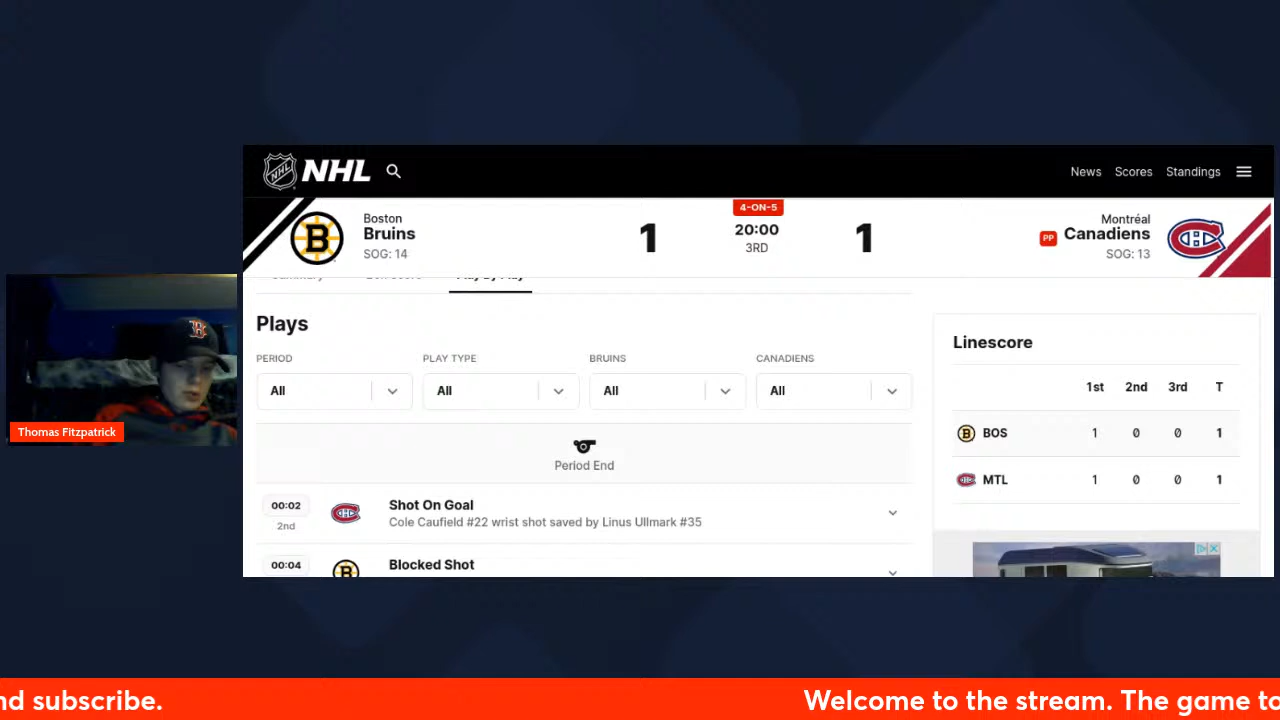 NHL
NHL
News Scores Standings
4-ON-5
B
Boston
Bruins
SOG: 14
1
20:00
3RD
1
PP
Montréal
Canadiens
SOG: 13
Plays
PERIOD PLAY TYPE BRUINS CANADIENS
All All All All
Period End
00:02
2nd
Shot On Goal
Cole Caufield #22 wrist shot saved by Linus Ullmark #35
00:04
B
Blocked Shot
Linescore
1st 2nd 3rd T
B BOS 1 0 0 1
MTL 1 0 0 1
B
Thomas Fitzpatrick
nd subscribe.
Welcome to the stream. The game to